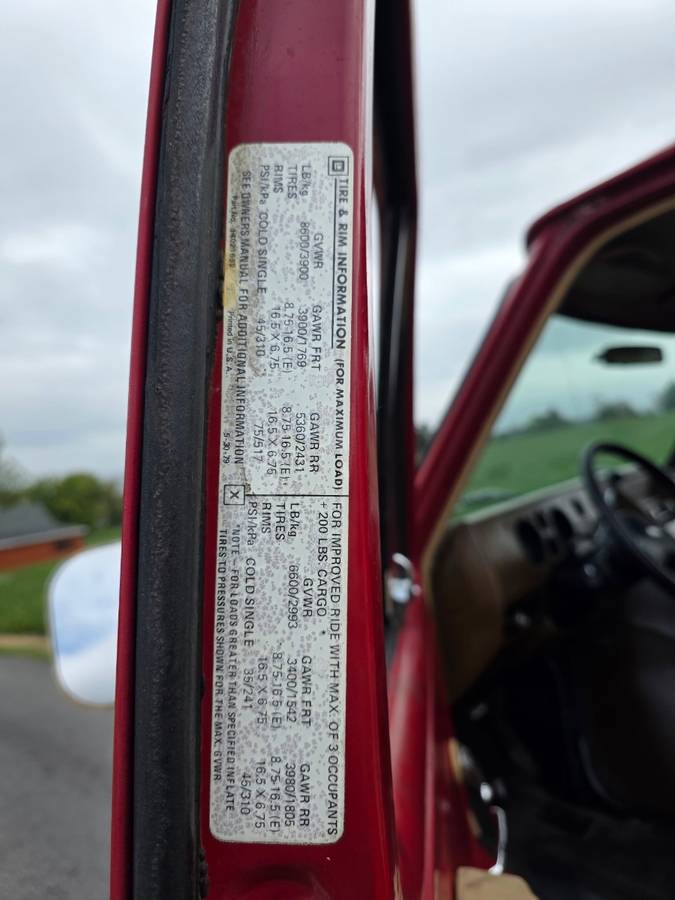 TIRE & RIM INFORMATION (FOR MAXIMUM LOAD)
GVWR GAWR FRT GAWR RR
LB/kg 8600/3900 3900/1769 5360/2431
TIRES 8.75-16.5 (E) 8.75-16.5 (E)
RIMS 16.5 X 6.75 16.5 X 6.75
PSI/kPa COLD SINGLE 45/310 75/517
SEE OWNERS MANUAL FOR ADDITIONAL INFORMATION
Part No. Printed in U.S.A. 5-30-79
FOR IMPROVED RIDE WITH MAX. OF 3 OCCUPANTS
+ 200 LBS. CARGO
GVWR GAWR FRT GAWR RR
LB/kg. 6600/2993 3400/1542 3980/1805
TIRES 8.75-16.5 (E) 8.75-16.5 (E)
RIMS 16.5 X 6.75 16.5 X 6.75
PSI/kPa COLD SINGLE 35/241 45/310
X *NOTE - FOR LOADS GREATER THAN SPECIFIED INFLATE
TIRES TO PRESSURES SHOWN FOR THE MAX. GVWR